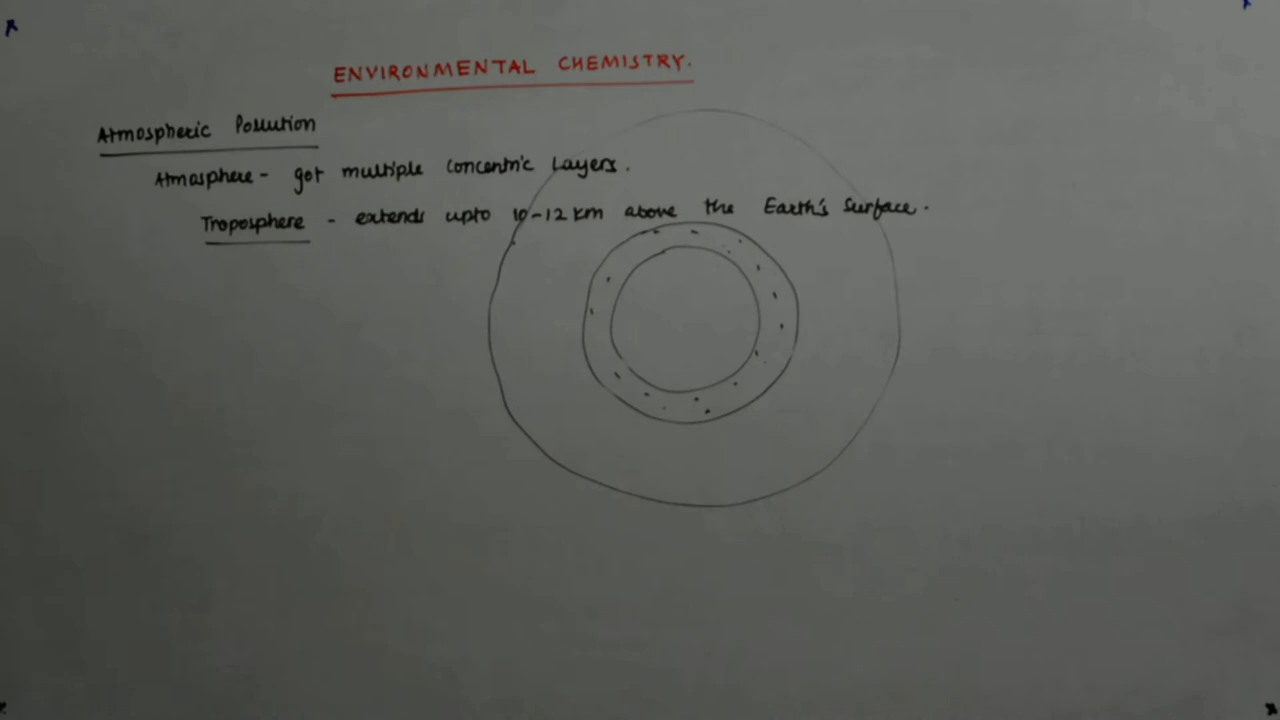 ENVIRONMENTAL CHEMISTRY.
Atmospheric Pollution
Atmosphere - got multiple concentric Layers.
Troposphere - extends upto 10-12 km above the Earth's Surface.